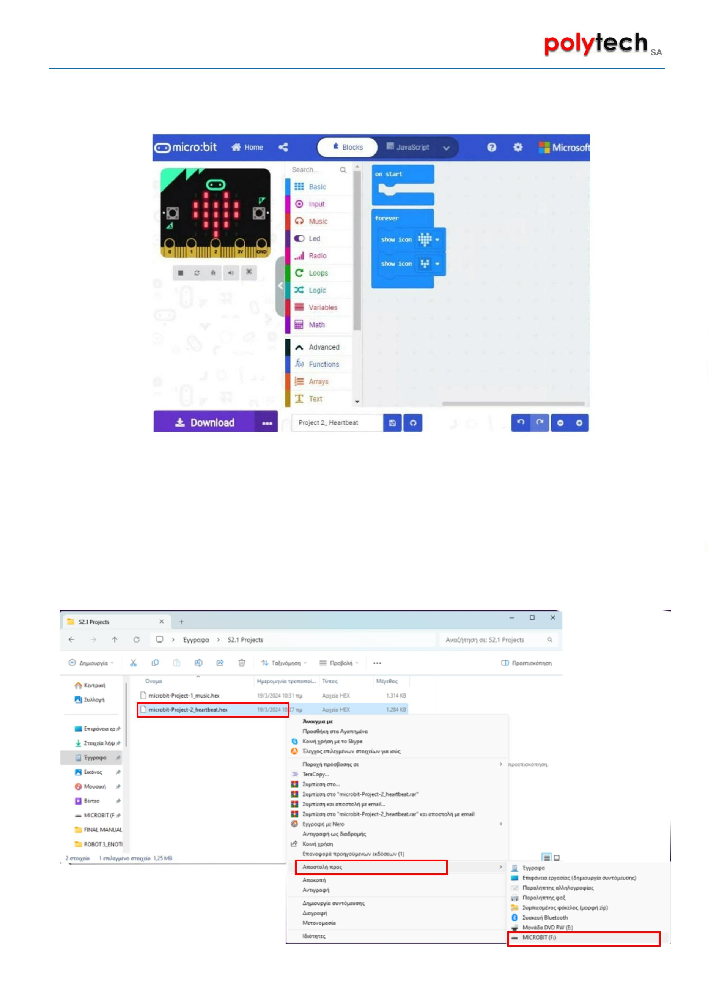 polytech SA
micro:bit Home Blocks JavaScript Microsoft
Search...
Basic
Input
Music
Led
Radio
Loops
Logic
Variables
Math
Advanced
Functions
Arrays
Text
0 1 2 3V GND
A
B
on start
forever
show icon
show icon
Download ... Project 2_ Heartbeat
S2.1 Projects
Έγγραφα > S2.1 Projects
Αναζήτηση σε: S2.1 Projects
Δημιουργία Ταξινόμηση Προβολή ... Προεπισκόπηση
Κεντρική
Συλλογή
Επιφάνεια ερ
Στοιχεία λήψ
Έγγραφα
Εικόνες
Μουσική
Βίντεο
MICROBIT (F
FINAL MANUAL
ROBOT 3_ENOTI
Όνομα Ημερομηνία τροποποί... Τύπος Μέγεθος
microbit-Project-1_music.hex 19/3/2024 10:31 πμ Αρχείο HEX 1.314 KB
microbit-Project-2_heartbeat.hex 19/3/2024 10:27 πμ Αρχείο HEX 1.284 KB
Άνοιγμα με
Προσθήκη στα Αγαπημένα
Κοινή χρήση με το Skype
Έλεγχος επιλεγμένων στοιχείων για ιούς
Παροχή πρόσβασης σε
προεπισκόπηση.
TeraCopy...
Συμπίεση στο...
Συμπίεση στο "microbit-Project-2_heartbeat.rar"
Συμπίεση και αποστολή με email...
Συμπίεση στο "microbit-Project-2_heartbeat.rar" και αποστολή με email
Εγγραφή με Nero
Αντιγραφή ως διαδρομής
Κοινή χρήση
Επαναφορά προηγούμενων εκδόσεων (1)
Αποστολή προς
Αποκοπή
Αντιγραφή
Δημιουργία συντόμευσης
Διαγραφή
Μετονομασία
Ιδιότητες
2 στοιχεία 1 επιλεγμένο στοιχείο 1,25 MB
Έγγραφα
Επιφάνεια εργασίας (δημιουργία συντόμευσης)
Παραλήπτης αλληλογραφίας
Παραλήπτης φαξ
Συμπιεσμένος φάκελος (μορφή zip)
Συσκευή Bluetooth
Μονάδα DVD RW (E:)
MICROBIT (F:)